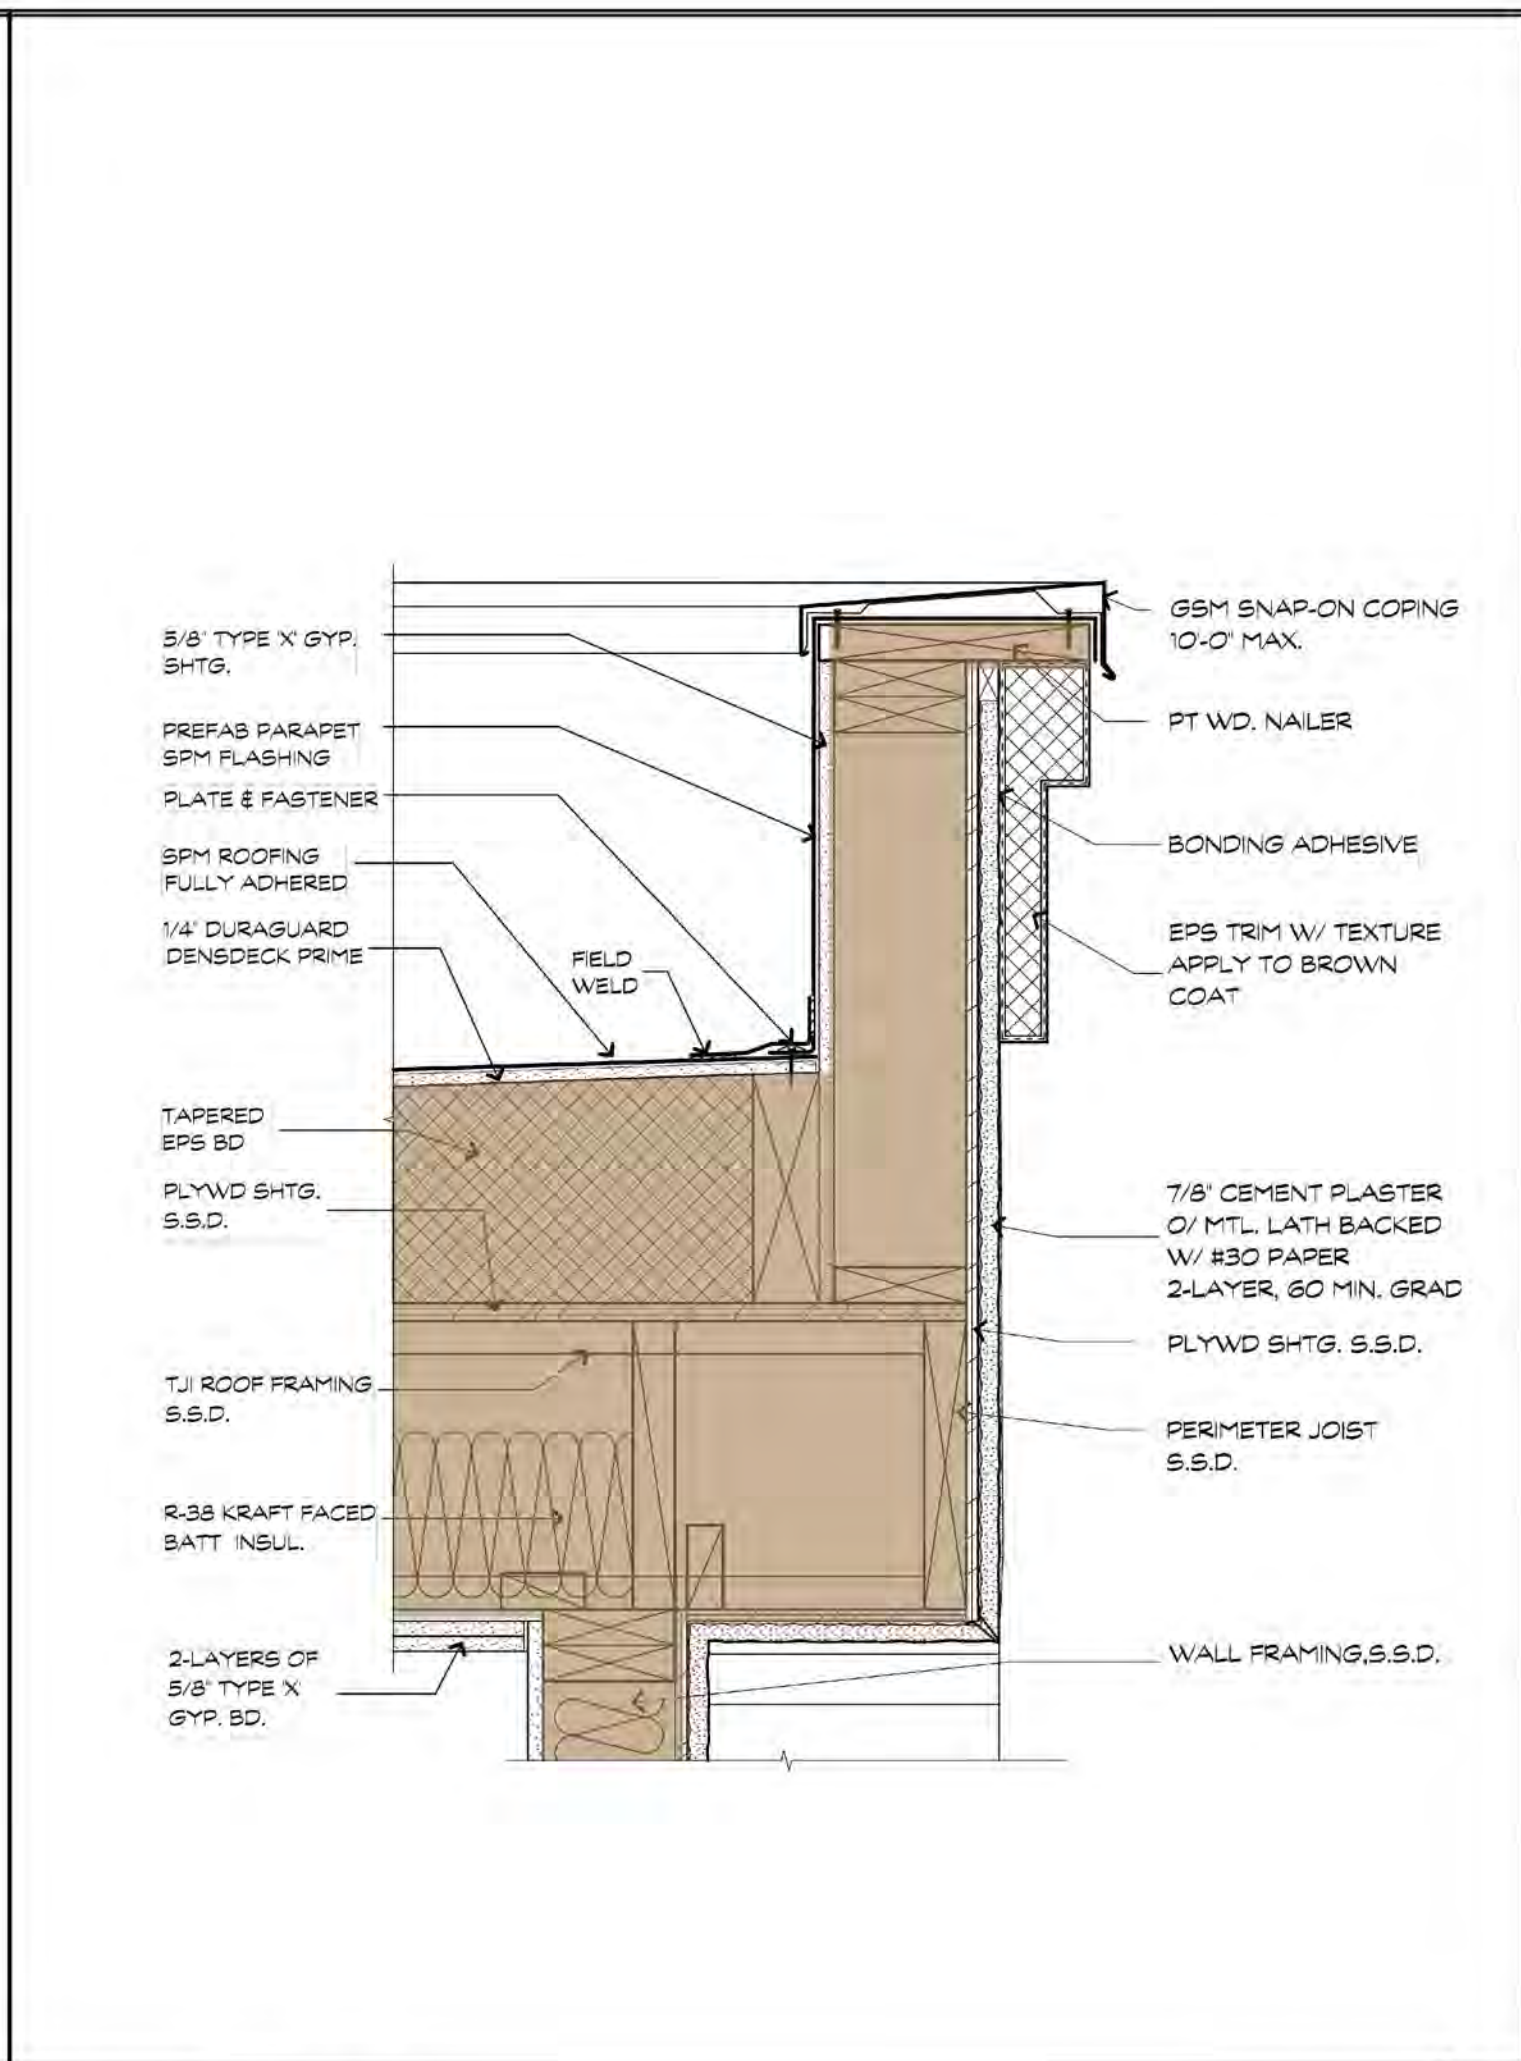 5/8" TYPE 'X' GYP.
SHTG.
PREFAB PARAPET
SPM FLASHING
PLATE & FASTENER
SPM ROOFING
FULLY ADHERED
1/4" DURAGUARD
DENSDECK PRIME
FIELD
WELD
TAPERED
EPS BD
PLYWD SHTG.
S.S.D.
TJI ROOF FRAMING
S.S.D.
R-38 KRAFT FACED
BATT INSUL.
2-LAYERS OF
5/8" TYPE 'X'
GYP. BD.
GSM SNAP-ON COPING
10'-0" MAX.
PT WD. NAILER
BONDING ADHESIVE
EPS TRIM W/ TEXTURE
APPLY TO BROWN
COAT
7/8" CEMENT PLASTER
O/ MTL. LATH BACKED
W/ #30 PAPER
2-LAYER, 60 MIN. GRAD
PLYWD SHTG. S.S.D.
PERIMETER JOIST
S.S.D.
WALL FRAMING,S.S.D.